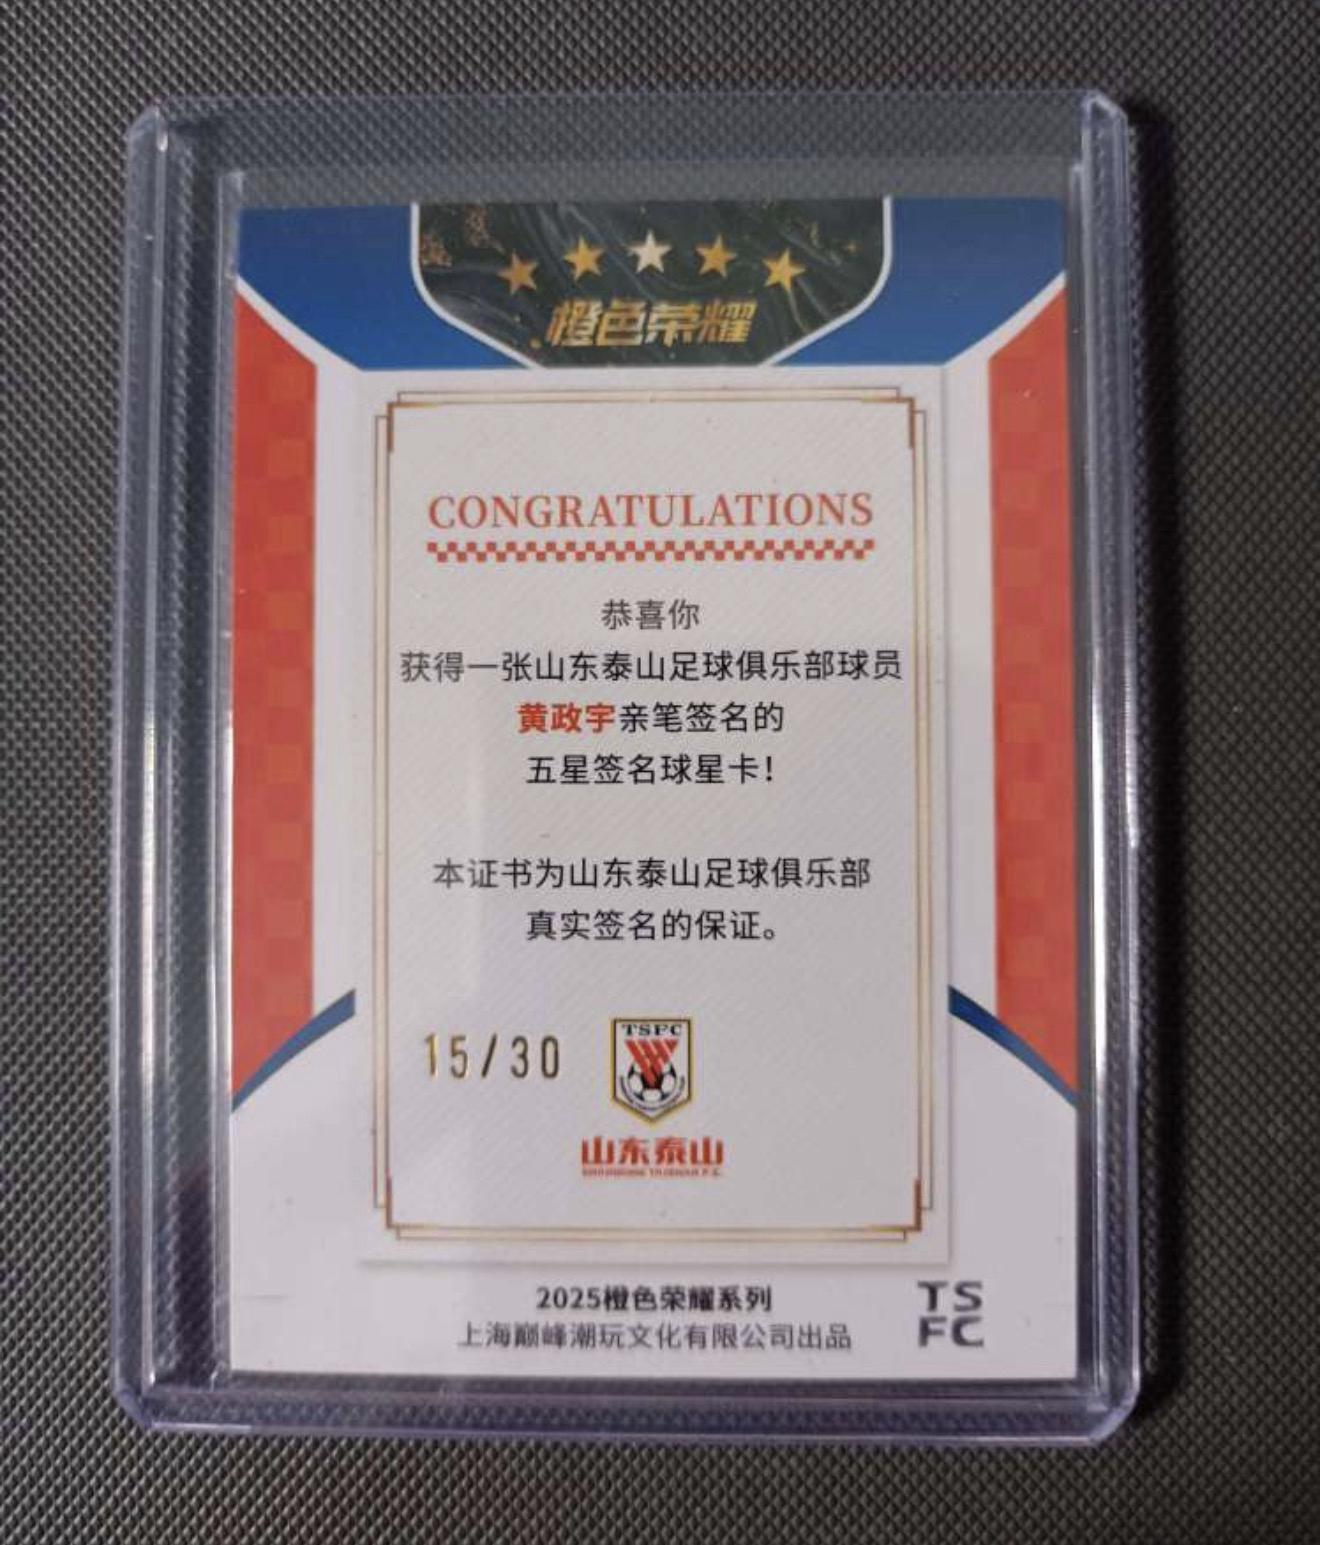 橙色荣耀
CONGRATULATIONS
恭喜你
获得一张山东泰山足球俱乐部球员
黄政宇亲笔签名的
五星签名球星卡！
本证书为山东泰山足球俱乐部
真实签名的保证。
15/30
TSFC
山东泰山
SHANDONG TAISHAN F.C.
2025橙色荣耀系列
上海巅峰潮玩文化有限公司出品
TS
FC